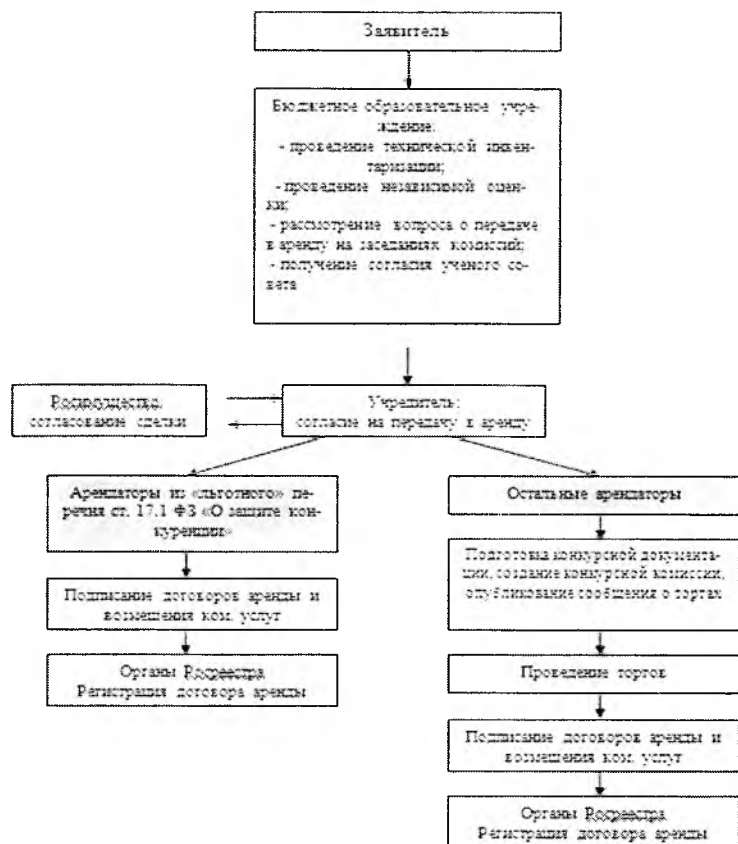 Заявитель
Бюджетное образовательное учре-
ждение:
- проведение технической инвен-
таризации;
- проведение независимой оцен-
ки;
- рассмотрение вопроса о передаче
в аренду на заседаниях комиссий;
- получение согласия ученого со-
вета
Росимущество:
согласование сделки
Учредитель:
согласие на передачу в аренду
Арендаторы из «льготного» пе-
речня ст. 17.1 ФЗ «О защите кон-
куренции»
Подписание договоров аренды и
возмещения ком. услуг
Органы Росреестра
Регистрация договора аренды
Остальные арендаторы
Подготовка конкурсной документа-
ции, создание конкурсной комиссии,
опубликование сообщения о торгах
Проведение торгов
Подписание договоров аренды и
возмещения ком. услуг
Органы Росреестра
Регистрация договора аренды